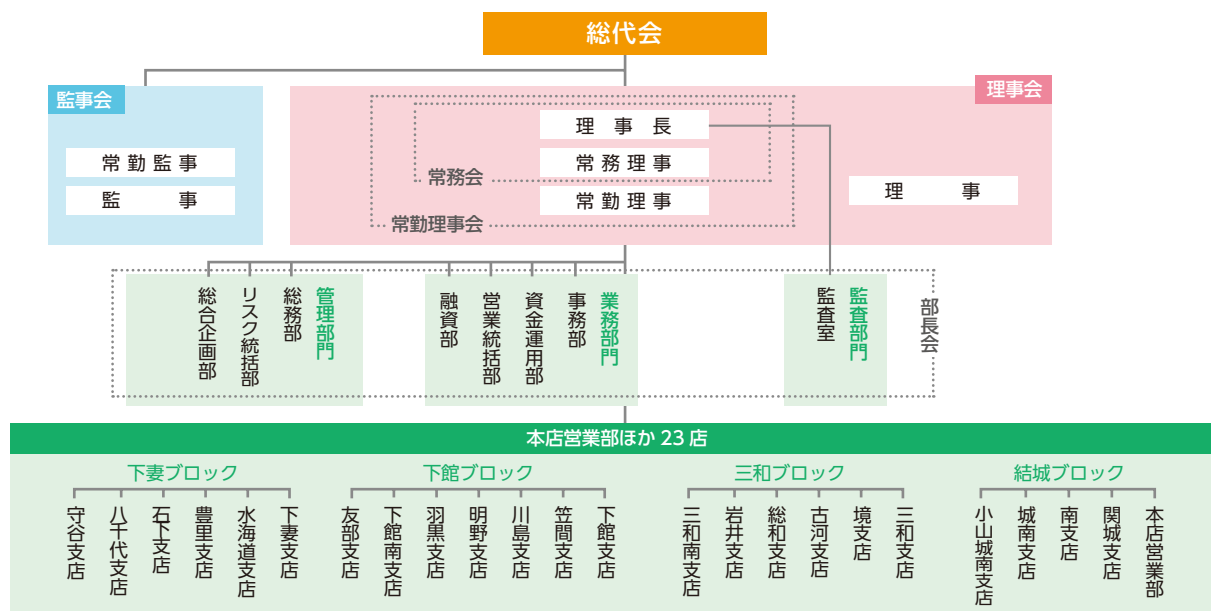 総代会
監事会
常勤監事
監　事
理事会
理事長
常務理事
常務会
常勤理事
常勤理事会
理　事
総合企画部
リスク統括部
総務部
管理部門
融資部
営業統括部
資金運用部
事務部
業務部門
監査室
監査部門
部長会
本店営業部ほか 23 店
下妻ブロック
守谷支店
八千代支店
石下支店
豊里支店
水海道支店
下妻支店
下館ブロック
友部支店
下館南支店
羽黒支店
明野支店
川島支店
笠間支店
下館支店
三和ブロック
三和南支店
岩井支店
総和支店
古河支店
境支店
三和支店
結城ブロック
小山城南支店
城南支店
南支店
関城支店
本店営業部